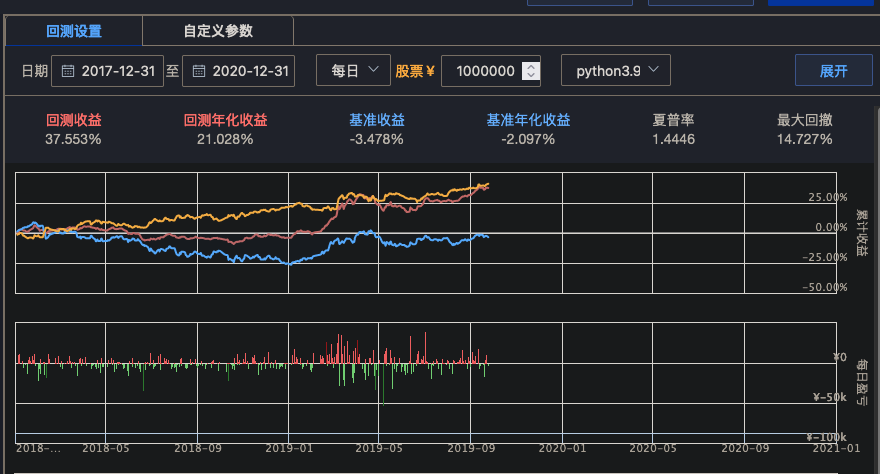 回测设置 自定义参数
日期 2017-12-31 至 2020-12-31 每日 股票¥ 1000000 python3.9 展开
回测收益 回测年化收益 基准收益 基准年化收益 夏普率 最大回撤
37.553% 21.028% -3.478% -2.097% 1.4446 14.727%
25.00%
0.00%
-25.00%
-50.00%
累计收益
¥0
¥-50k
¥-100k
每日盈亏
2018-... 2018-05 2018-09 2019-01 2019-05 2019-09 2020-01 2020-05 2020-09 2021-01